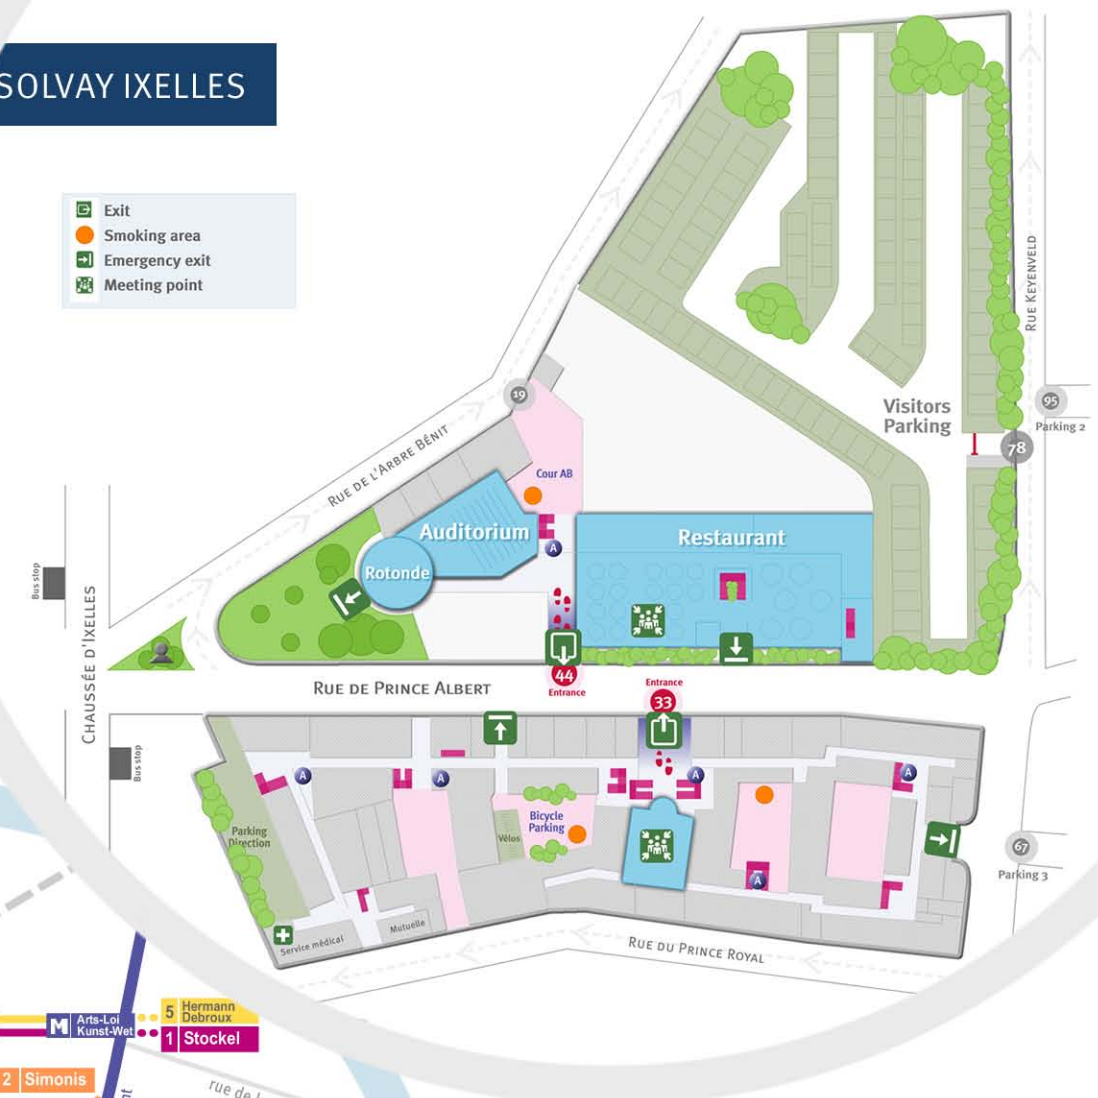 SOLVAY IXELLES
Exit
Smoking area
Emergency exit
Meeting point
RUE KEYENVELD
19
95
Parking 2
Visitors
Parking
78
RUE DE L'ARBRE BÉNIT
Cour AB
Auditorium
A
Restaurant
Rotonde
Bus stop
CHAUSSÉE D'IXELLES
44
Entrance
RUE DE PRINCE ALBERT
Entrance
33
Bus stop
A
A
A
A
Bicycle
Parking
Vélos
Parking
Direction
67
Parking 3
A
Mutuelle
Service médical
RUE DU PRINCE ROYAL
M
Arts-Loi
Kunst-Wet
5 Hermann
Debroux
1 Stockel
2 Simonis
rue de